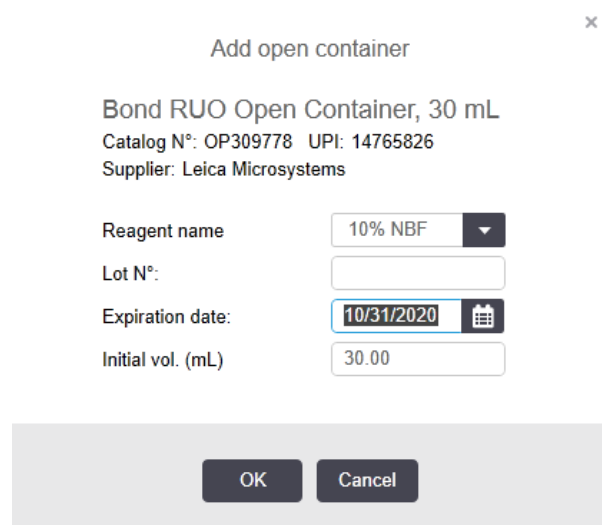 Add open container
Bond RUO Open Container, 30 mL
Catalog N°: OP309778 UPI: 14765826
Supplier: Leica Microsystems
Reagent name 10% NBF
Lot N°:
Expiration date: 10/31/2020
Initial vol. (mL) 30.00
OK Cancel